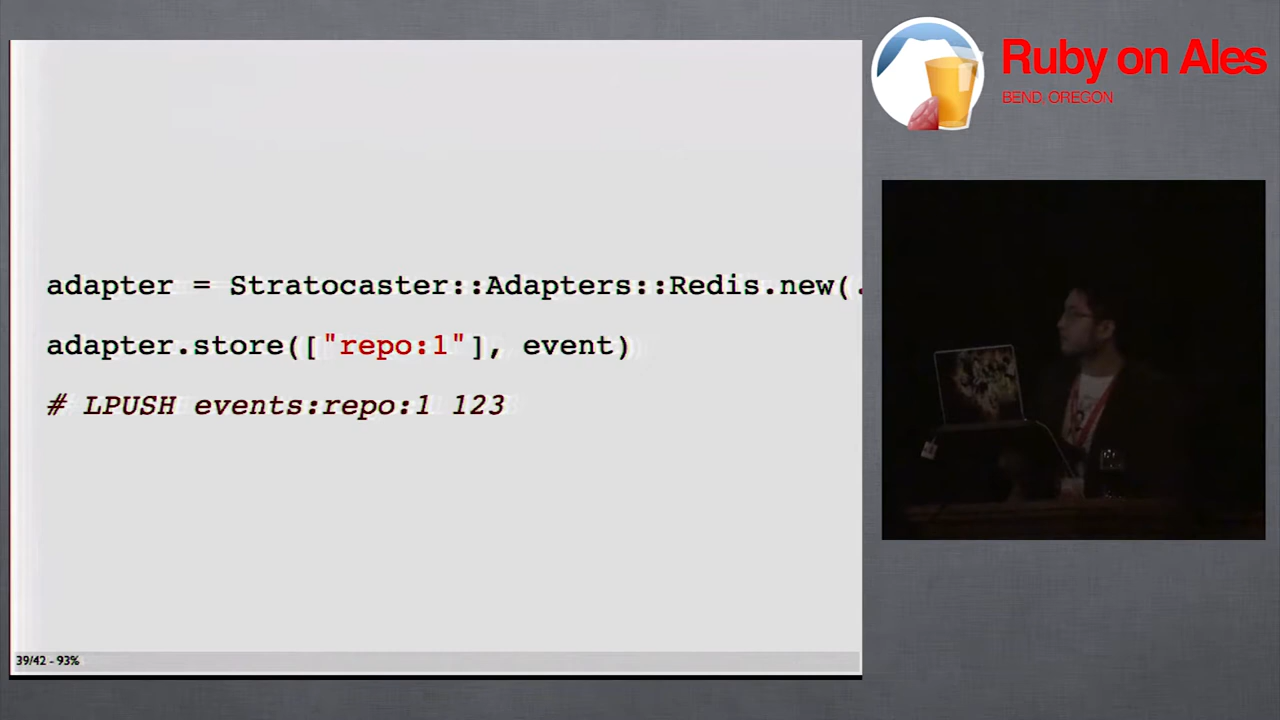 Ruby on Ales
BEND, OREGON
adapter = Stratocaster::Adapters::Redis.new(.
adapter.store(["repo:1"], event)
# LPUSH events:repo:1 123
39/42 - 93%